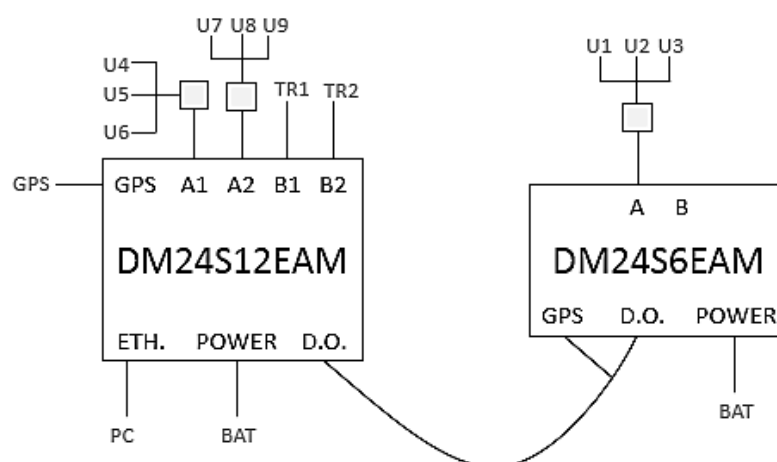 U7 U8 U9
U4
U5
U6
TR1 TR2
GPS
GPS A1 A2 B1 B2
DM24S12EAM
ETH. POWER D.O.
PC
BAT
U1 U2 U3
A B
DM24S6EAM
GPS D.O. POWER
BAT